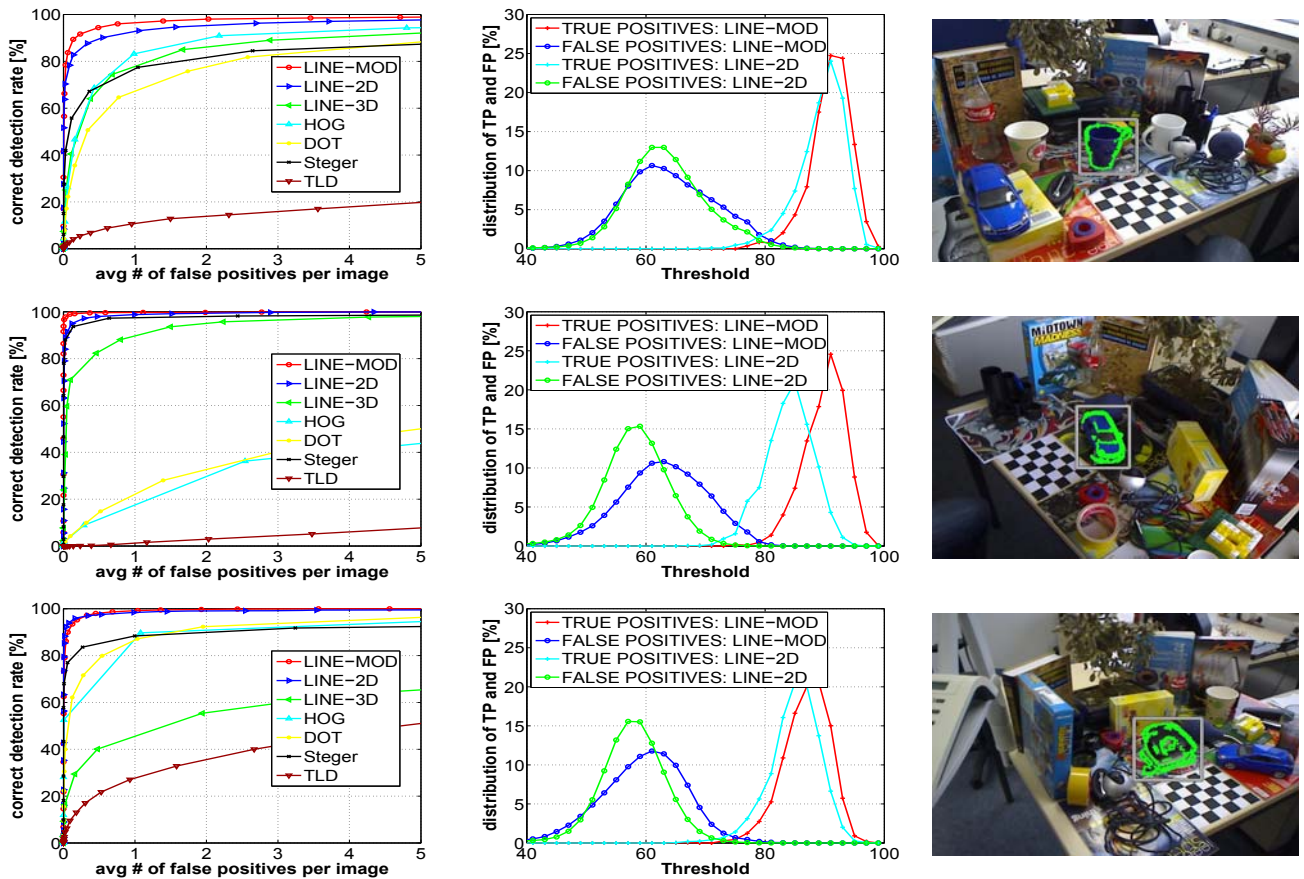 100
80
60
40
20
0
0 1 2 3 4 5
correct detection rate [%]
avg # of false positives per image
LINE−MOD
LINE−2D
LINE−3D
HOG
DOT
Steger
TLD
30
25
20
15
10
5
0
40 60 80 100
distribution of TP and FP [%]
Threshold
TRUE POSITIVES: LINE−MOD
FALSE POSITIVES: LINE−MOD
TRUE POSITIVES: LINE−2D
FALSE POSITIVES: LINE−2D
100
80
60
40
20
0
0 1 2 3 4 5
correct detection rate [%]
avg # of false positives per image
LINE−MOD
LINE−2D
LINE−3D
HOG
DOT
Steger
TLD
30
25
20
15
10
5
0
40 60 80 100
distribution of TP and FP [%]
Threshold
TRUE POSITIVES: LINE−MOD
FALSE POSITIVES: LINE−MOD
TRUE POSITIVES: LINE−2D
FALSE POSITIVES: LINE−2D
MIDTOWN
MADNESS
100
80
60
40
20
0
0 1 2 3 4 5
correct detection rate [%]
avg # of false positives per image
LINE−MOD
LINE−2D
LINE−3D
HOG
DOT
Steger
TLD
30
25
20
15
10
5
0
40 60 80 100
distribution of TP and FP [%]
Threshold
TRUE POSITIVES: LINE−MOD
FALSE POSITIVES: LINE−MOD
TRUE POSITIVES: LINE−2D
FALSE POSITIVES: LINE−2D